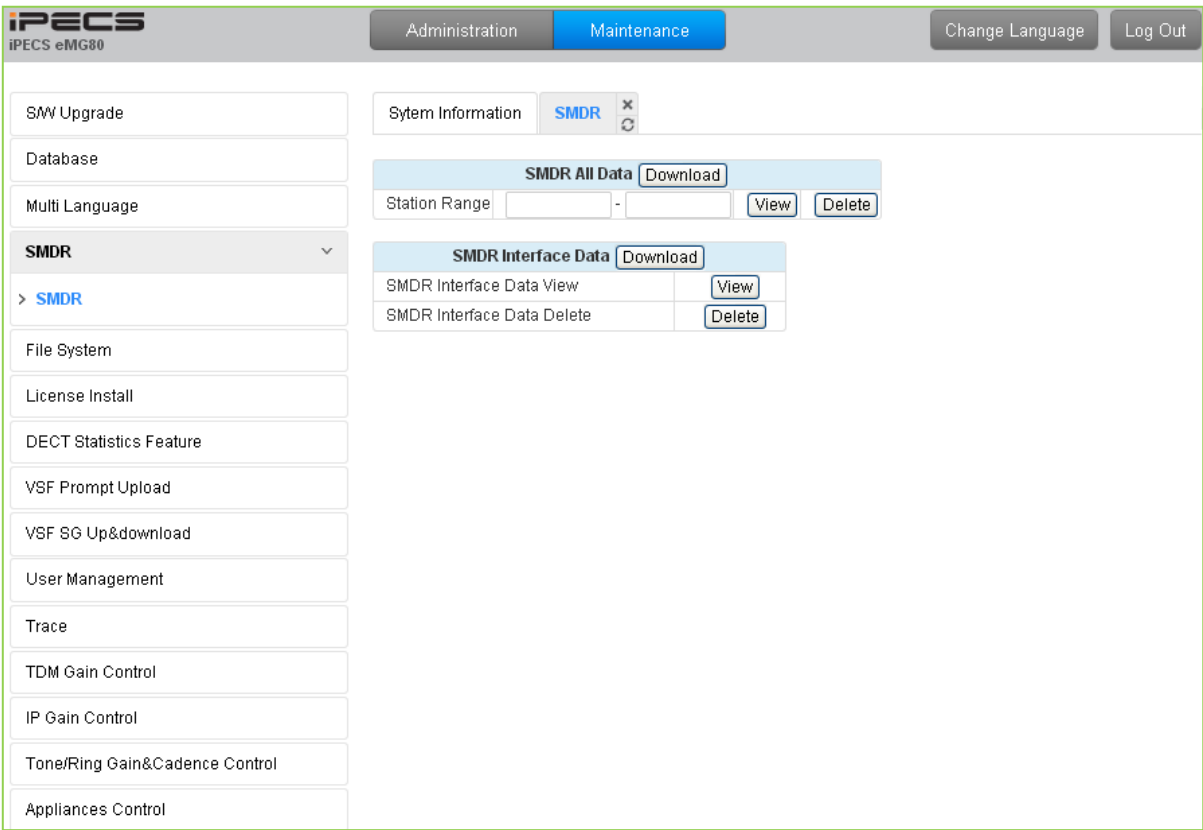 iPECS
iPECS eMG80
Administration
Maintenance
Change Language
Log Out
S/W Upgrade
Database
Multi Language
SMDR
> SMDR
File System
License Install
DECT Statistics Feature
VSF Prompt Upload
VSF SG Up&download
User Management
Trace
TDM Gain Control
IP Gain Control
Tone/Ring Gain&Cadence Control
Appliances Control
Sytem Information
SMDR
SMDR All Data Download
Station Range - View Delete
SMDR Interface Data Download
SMDR Interface Data View View
SMDR Interface Data Delete Delete